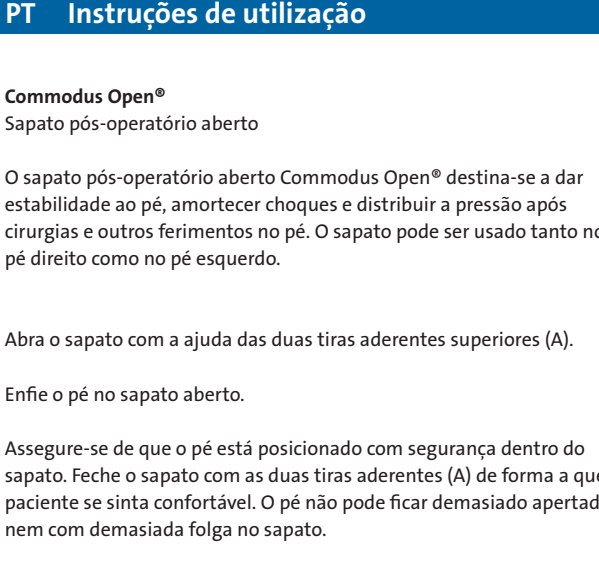 PT Instruções de utilização
Commodus Open®
Sapato pós-operatório aberto
O sapato pós-operatório aberto Commodus Open® destina-se a dar
estabilidade ao pé, amortecer choques e distribuir a pressão após
cirurgias e outros ferimentos no pé. O sapato pode ser usado tanto no
pé direito como no pé esquerdo.
Abra o sapato com a ajuda das duas tiras aderentes superiores (A).
Enfie o pé no sapato aberto.
Assegure-se de que o pé está posicionado com segurança dentro do
sapato. Feche o sapato com as duas tiras aderentes (A) de forma a que
paciente se sinta confortável. O pé não pode ficar demasiado apertad
nem com demasiada folga no sapato.